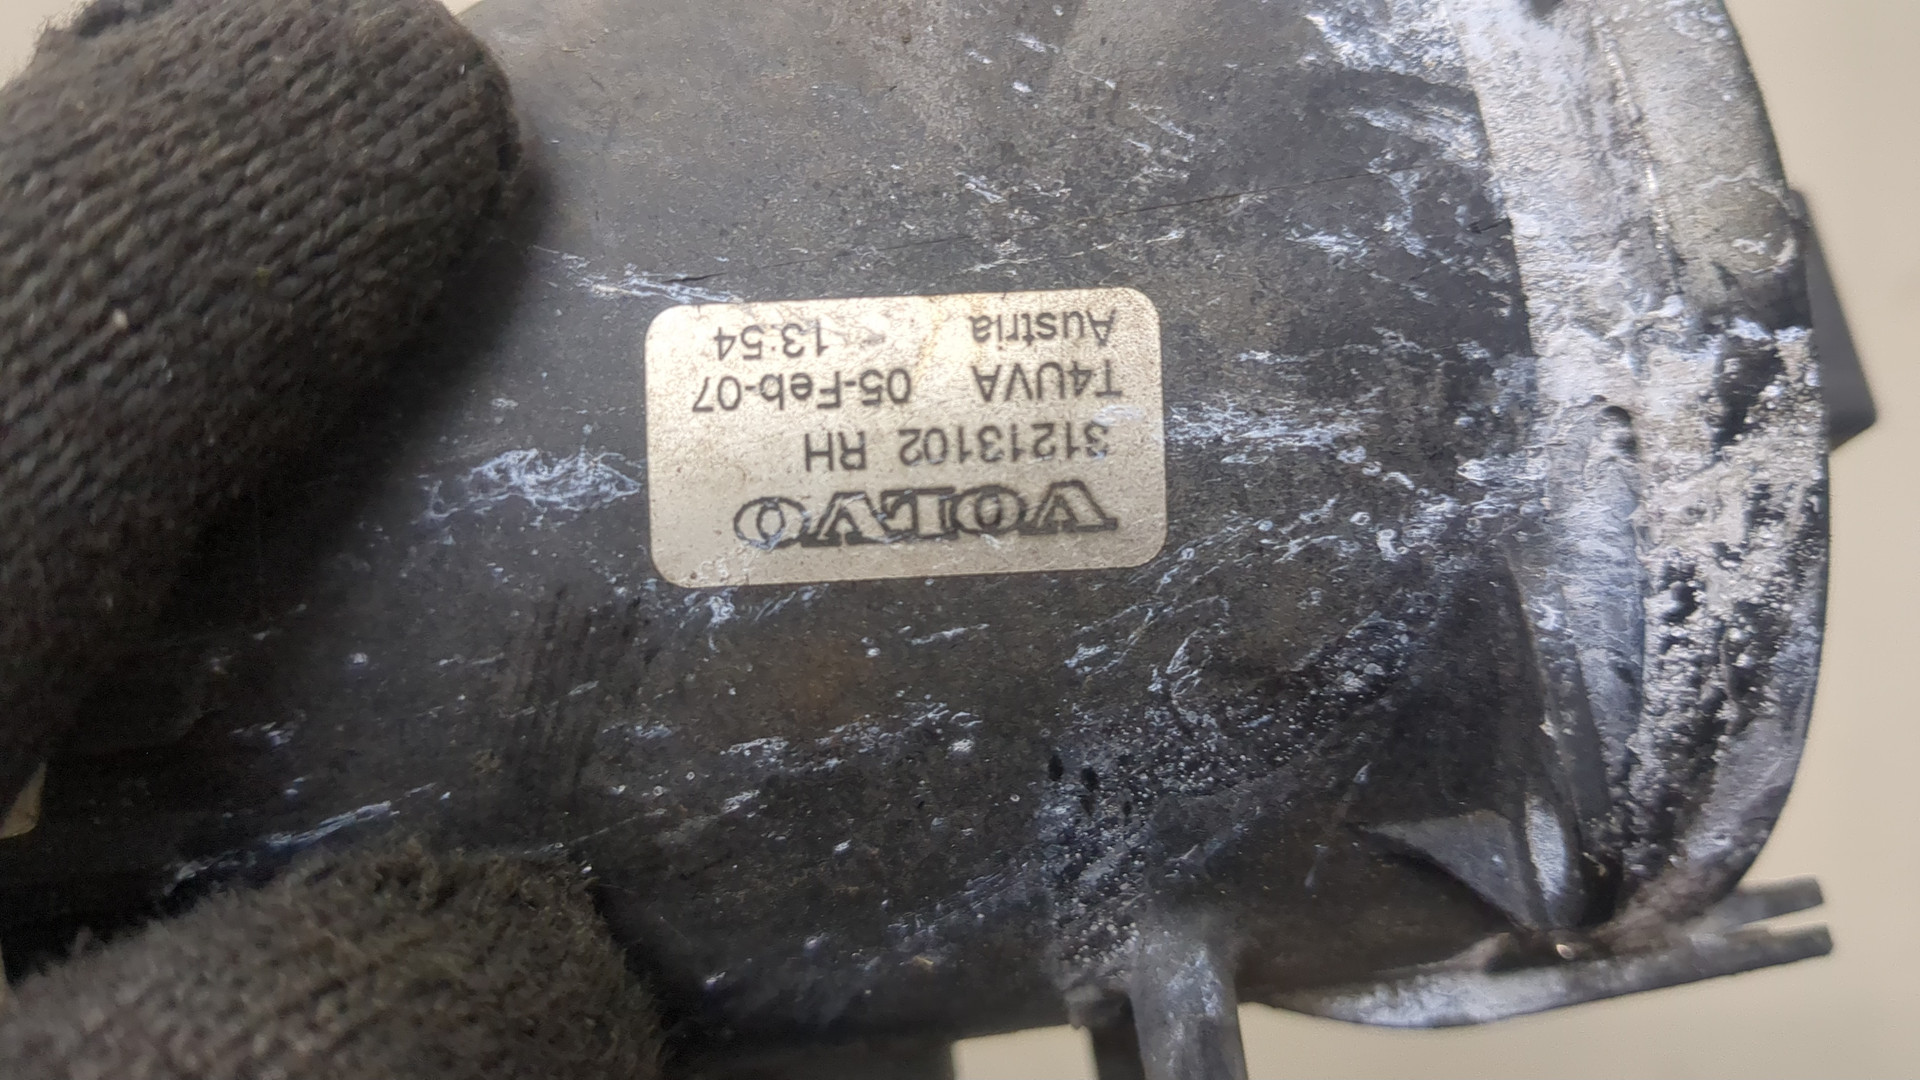 VOLVO
31213102 RH
T4UVA 05-Feb-07
Austria - 13:54